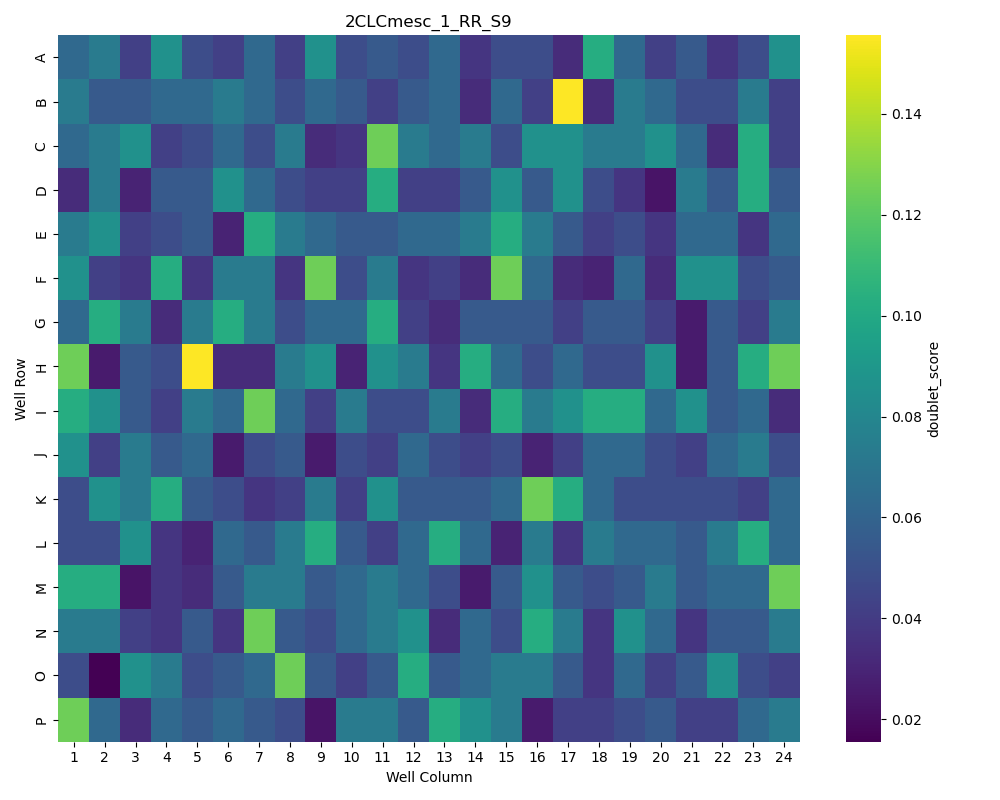 2CLCmesc_1_RR_S9
Well Row
A
B
C
D
E
F
G
H
I
J
K
L
M
N
O
P
1 2 3 4 5 6 7 8 9 10 11 12 13 14 15 16 17 18 19 20 21 22 23 24
Well Column
0.14
0.12
0.10
0.08
0.06
0.04
0.02
doublet_score